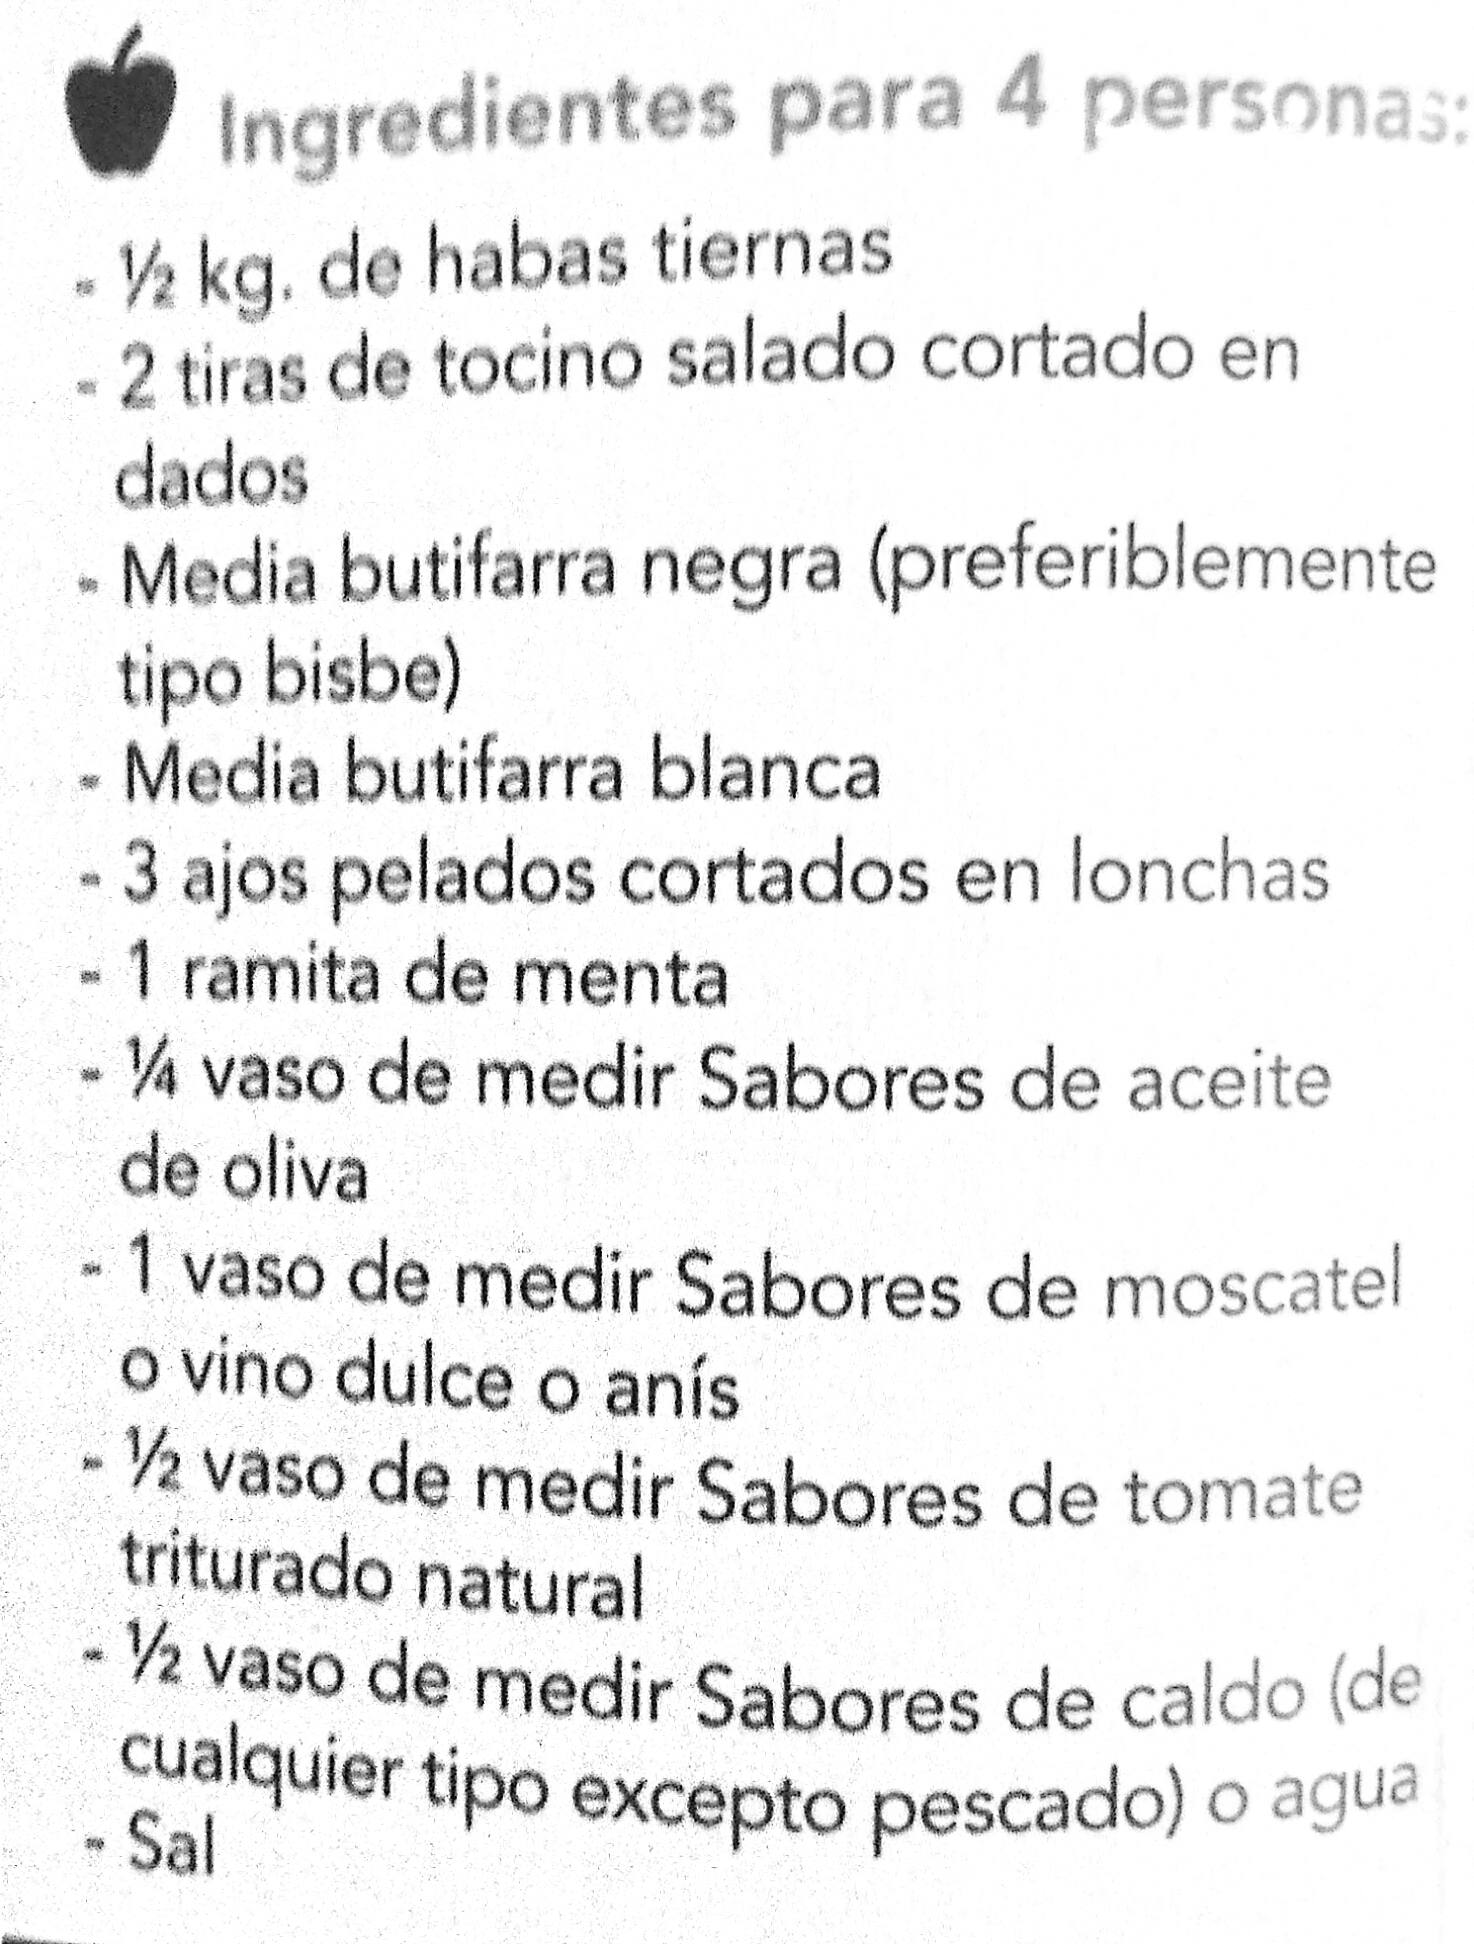 Ingredientes para 4 personas:
- ½ kg. de habas tiernas
- 2 tiras de tocino salado cortado en
dados
- Media butifarra negra (preferiblemente
tipo bisbe)
- Media butifarra blanca
- 3 ajos pelados cortados en lonchas
- 1 ramita de menta
- ¼ vaso de medir Sabores de aceite
de oliva
- 1 vaso de medir Sabores de moscatel
o vino dulce o anís
- ½ vaso de medir Sabores de tomate
triturado natural
- ½ vaso de medir Sabores de caldo (de
cualquier tipo excepto pescado) o agua
- Sal